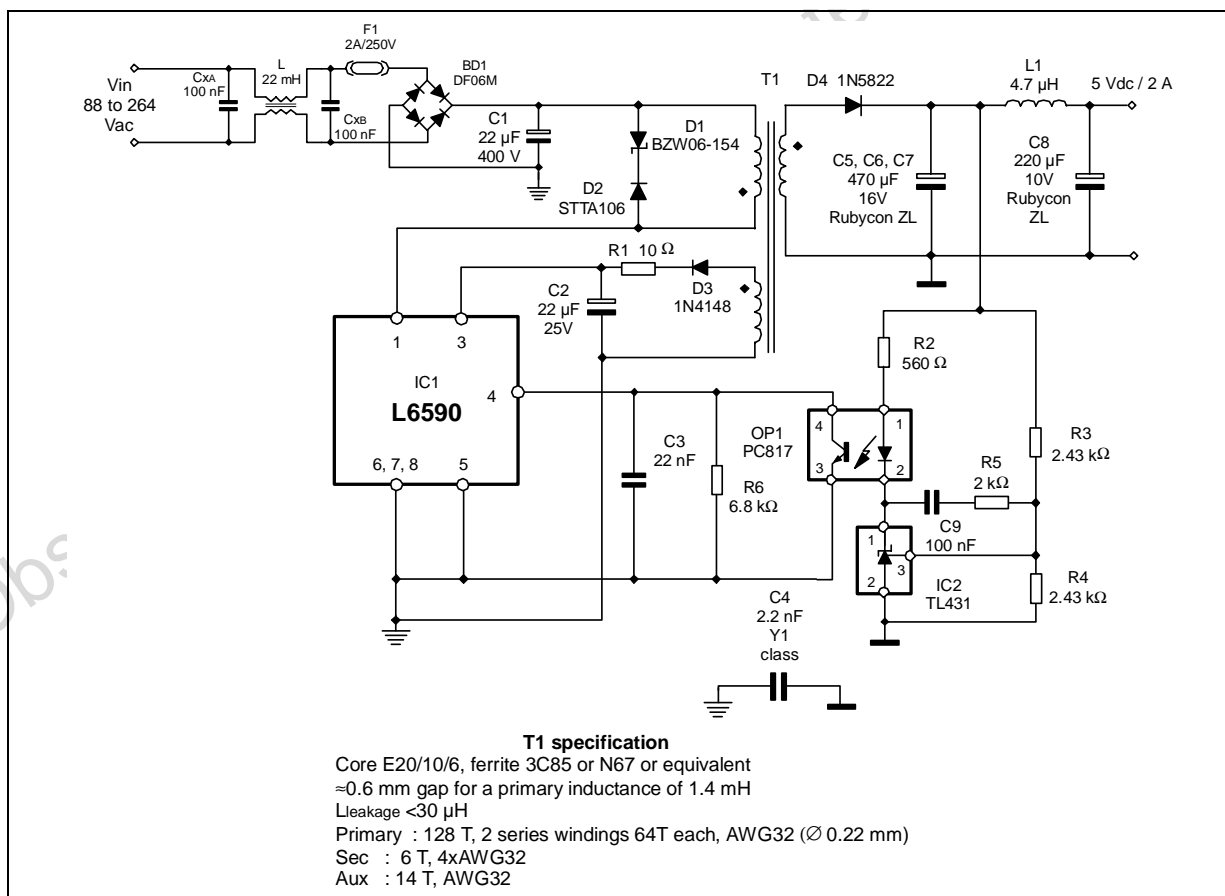 F1
2A/250V
L
22 mH
BD1
DF06M
CxA
100 nF
Vin
88 to 264
Vac
CxB
100 nF
C1
22 µF
400 V
D1
BZW06-154
D2
STTA106
T1
D4 1N5822
L1
4.7 µH
5 Vdc / 2 A
C5, C6, C7
470 µF
16V
Rubycon ZL
C8
220 µF
10V
Rubycon
ZL
R1 10 Ω
D3
1N4148
C2
22 µF
25V
1
3
IC1
L6590
4
6, 7, 8
5
C3
22 nF
R6
6.8 kΩ
OP1
PC817
4
3
1
2
R2
560 Ω
R3
2.43 kΩ
R5
2 kΩ
C9
100 nF
1
3
2
IC2
TL431
R4
2.43 kΩ
C4
2.2 nF
Y1
class
T1 specification
Core E20/10/6, ferrite 3C85 or N67 or equivalent
≈0.6 mm gap for a primary inductance of 1.4 mH
Lleakage <30 µH
Primary : 128 T, 2 series windings 64T each, AWG32 (∅ 0.22 mm)
Sec : 6 T, 4xAWG32
Aux : 14 T, AWG32